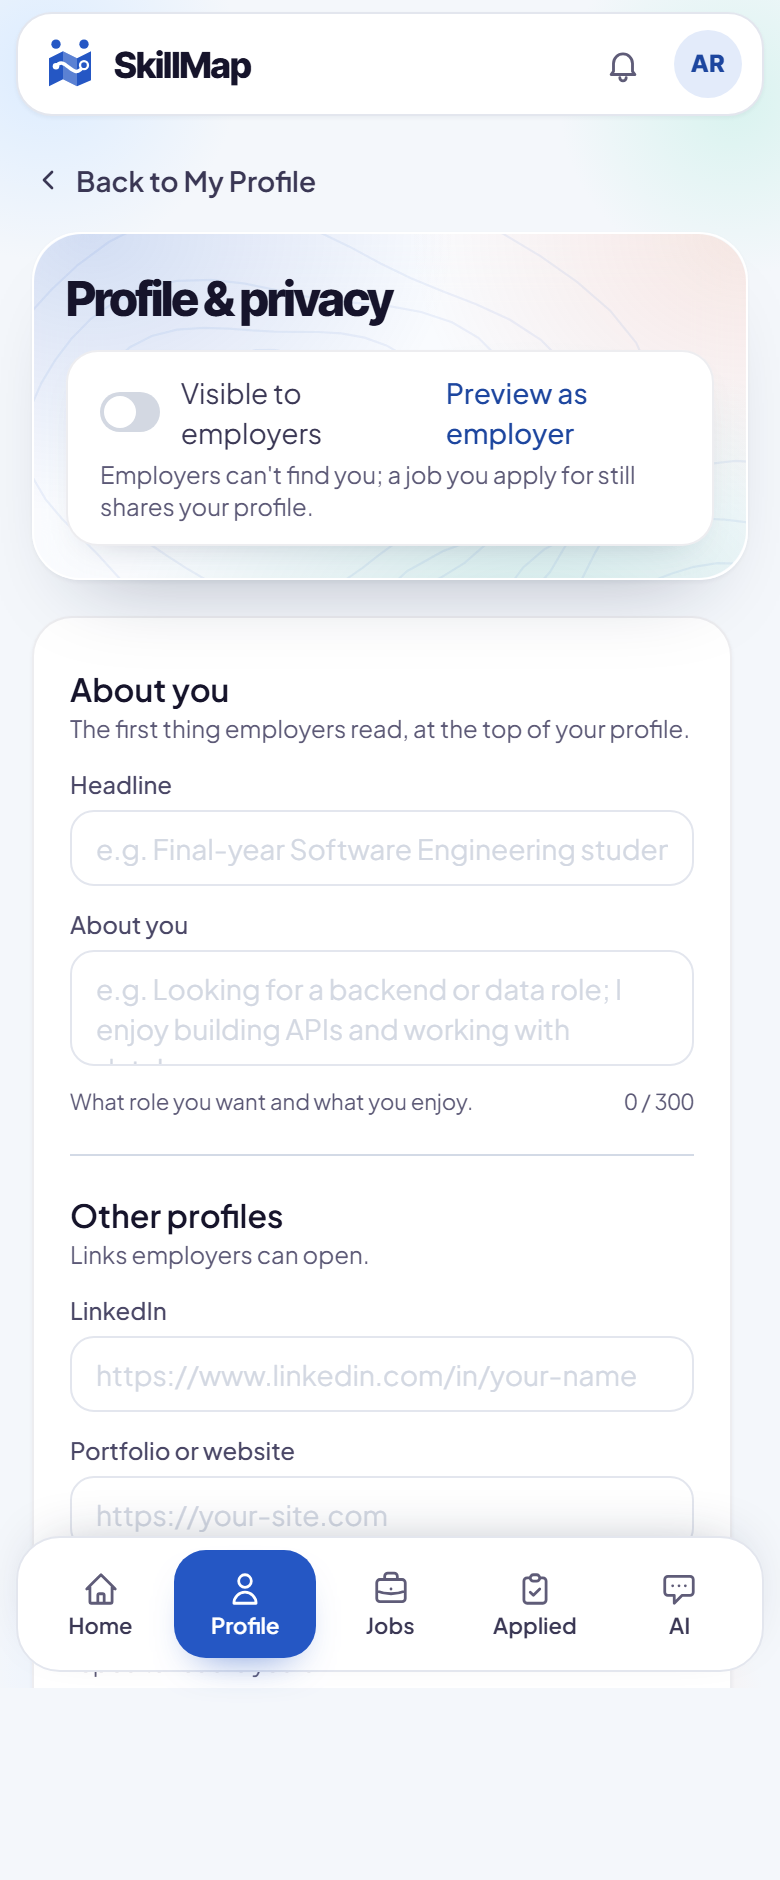 SkillMap
AR
Back to My Profile
Profile & privacy
Visible to
employers
Preview as
employer
Employers can't find you; a job you apply for still
shares your profile.
About you
The first thing employers read, at the top of your profile.
Headline
e.g. Final-year Software Engineering studer
About you
e.g. Looking for a backend or data role; I
enjoy building APIs and working with
What role you want and what you enjoy.
0 / 300
Other profiles
Links employers can open.
LinkedIn
https://www.linkedin.com/in/your-name
Portfolio or website
https://your-site.com
Home
Profile
Jobs
Applied
AI